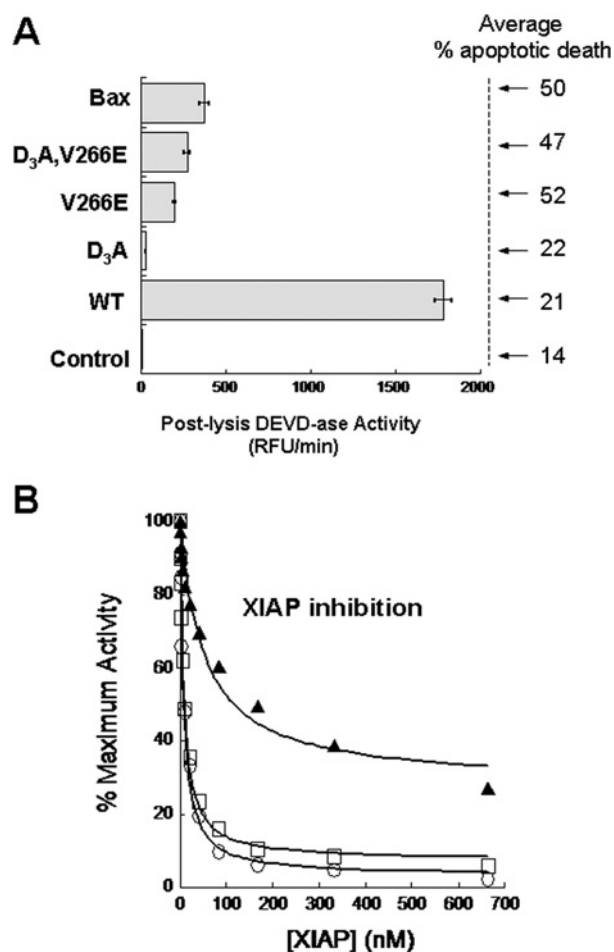 A
Average
% apoptotic death
Bax
50
D₃A,V266E
47
V266E
52
D₃A
22
WT
21
Control
14
0 500 1000 1500 2000
Post-lysis DEVD-ase Activity
(RFU/min)
B
100
80
60
40
20
0
% Maximum Activity
XIAP inhibition
0 100 200 300 400 500 600 700
[XIAP] (nM)